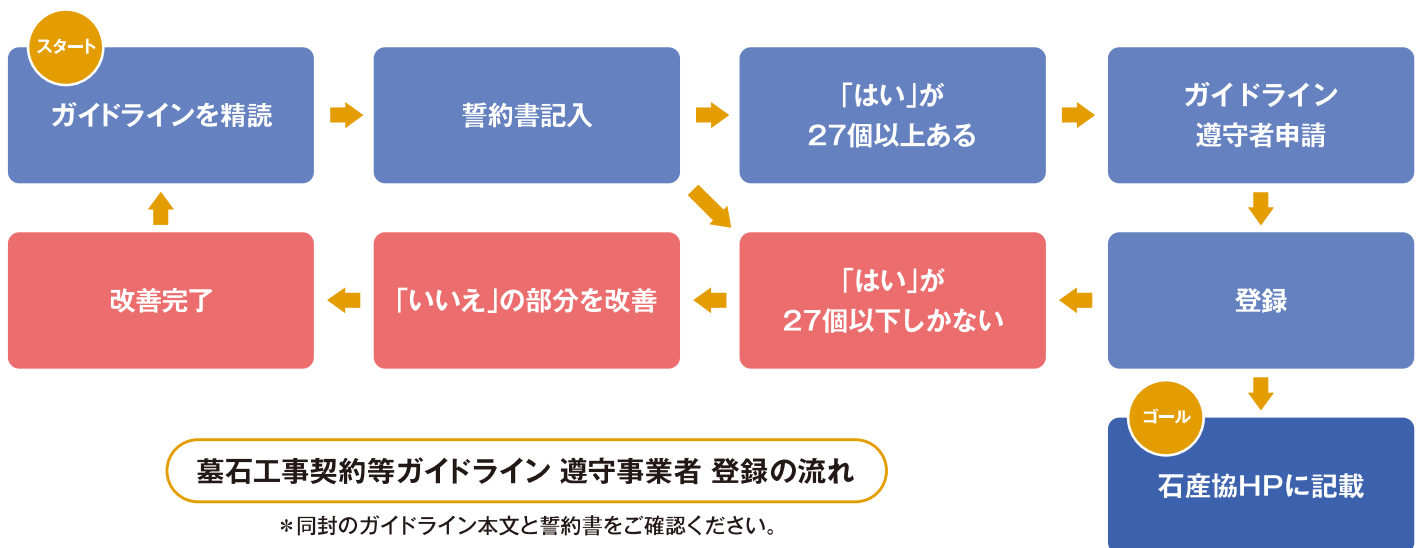 スタート
ガイドラインを精読
誓約書記入
「はい」が
27個以上ある
ガイドライン
遵守者申請
改善完了
「いいえ」の部分を改善
「はい」が
27個以下しかない
登録
ゴール
石産協HPに記載
墓石工事契約等ガイドライン 遵守事業者 登録の流れ
＊同封のガイドライン本文と誓約書をご確認ください。